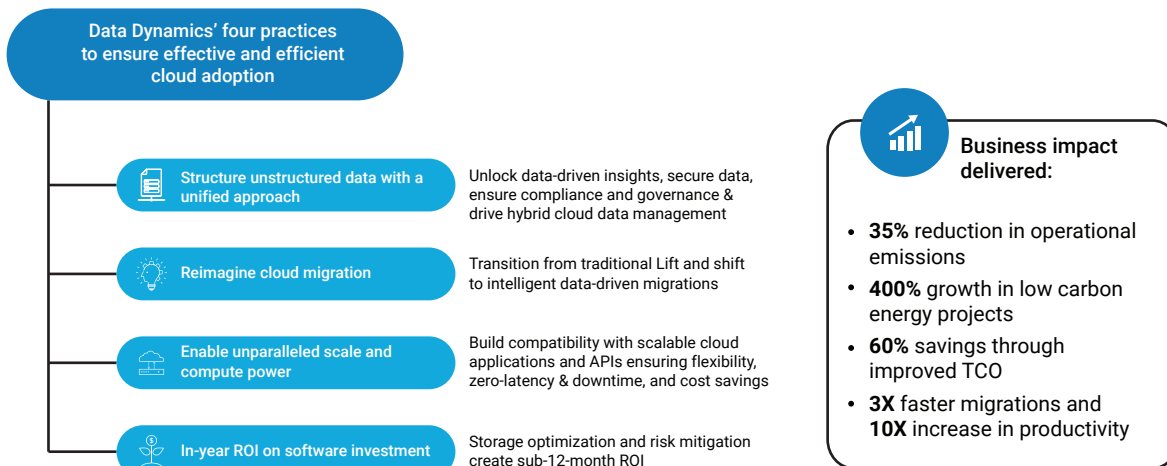 Data Dynamics’ four practices
to ensure effective and efficient
cloud adoption
Structure unstructured data with a
unified approach
Unlock data-driven insights, secure data,
ensure compliance and governance &
drive hybrid cloud data management
Reimagine cloud migration
Transition from traditional Lift and shift
to intelligent data-driven migrations
Enable unparalleled scale and
compute power
Build compatibility with scalable cloud
applications and APIs ensuring flexibility,
zero-latency & downtime, and cost savings
In-year ROI on software investment
Storage optimization and risk mitigation
create sub-12-month ROI
Business impact
delivered:
• 35% reduction in operational
emissions
• 400% growth in low carbon
energy projects
• 60% savings through
improved TCO
• 3X faster migrations and
10X increase in productivity